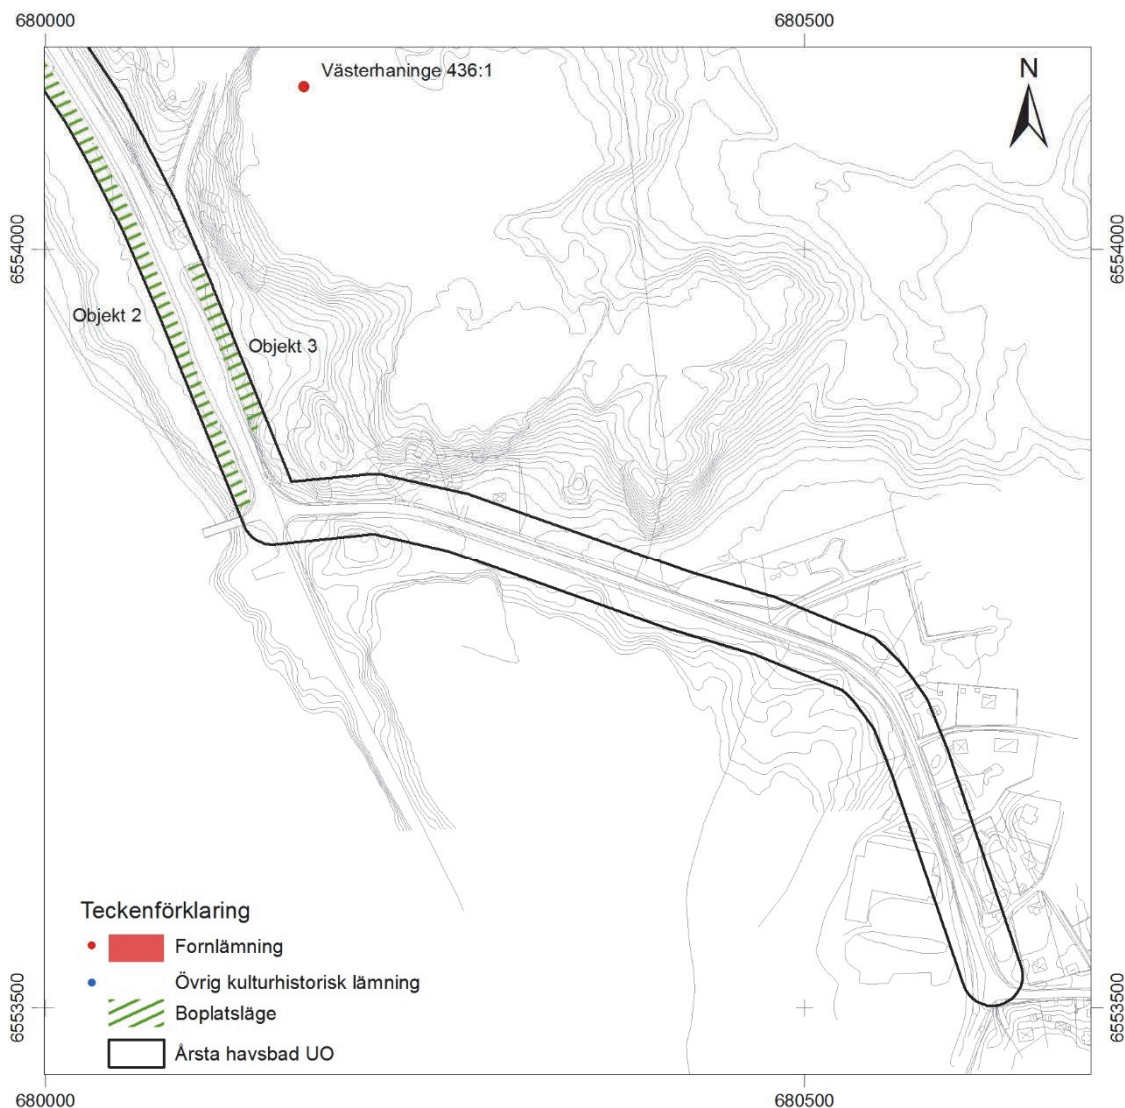 680000
680500
Västerhaninge 436:1
N
6554000
6554000
Objekt 2
Objekt 3
Teckenförklaring
Fornlämning
Övrig kulturhistorisk lämning
Boplatsläge
Årsta havsbad UO
6553500
6553500
680000
680500